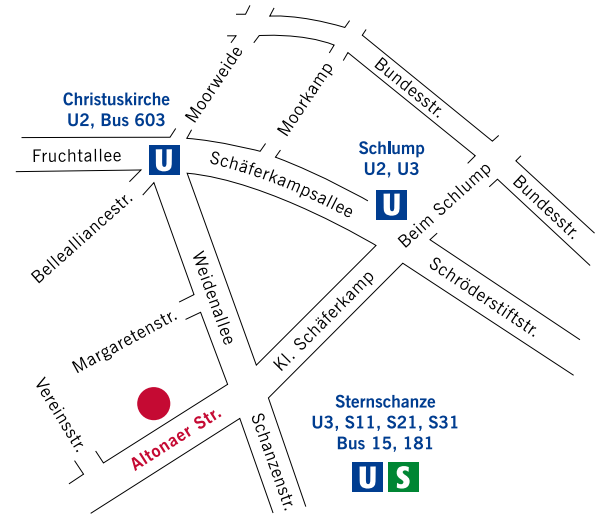 Moorweide
Bundesstr.
Christuskirche
U2, Bus 603
Moorkamp
Fruchtallee
U
Schäferkampsallee
Schlump
U2, U3
U
Beim Schlump
Bundesstr.
Bellealliancestr.
Weidenallee
Kl. Schäferkamp
Schröderstiftstr.
Margaretenstr.
Vereinsstr.
Altonaer Str.
Schanzenstr.
Sternschanze
U3, S11, S21, S31
Bus 15, 181
U S